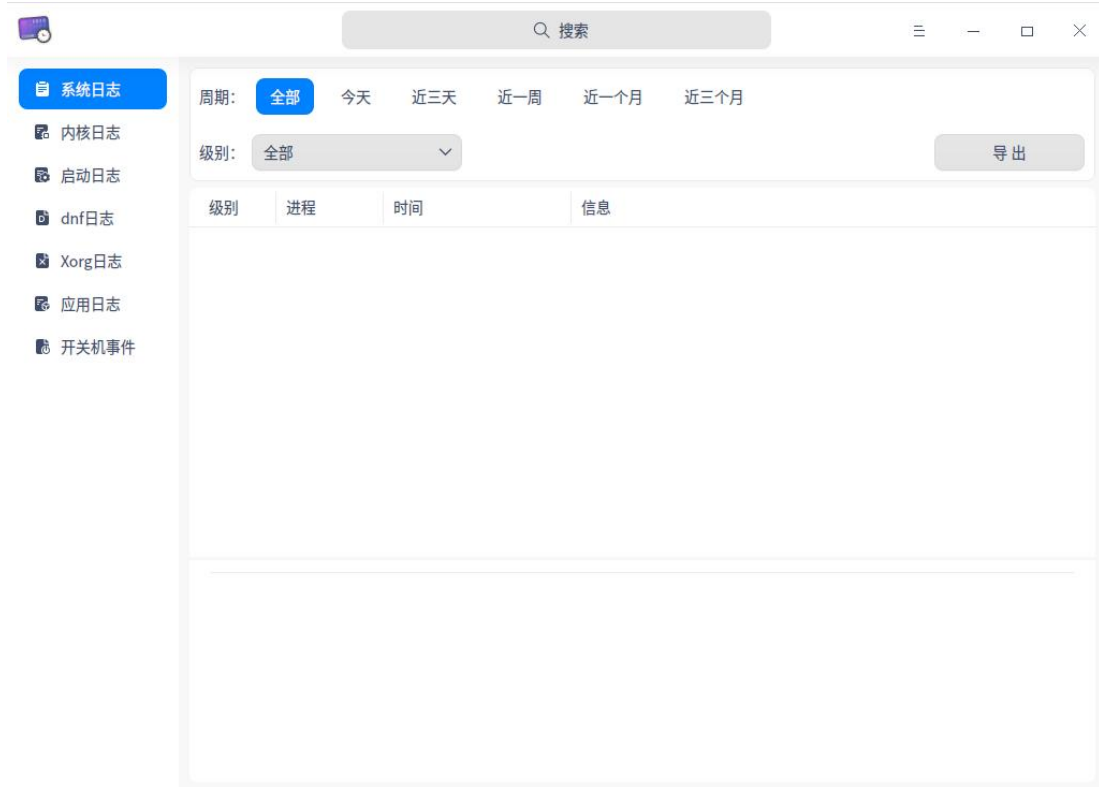 搜索
系统日志
内核日志
启动日志
dnf日志
Xorg日志
应用日志
开关机事件
周期： 全部 今天 近三天 近一周 近一个月 近三个月
级别： 全部 导出
级别 进程 时间 信息